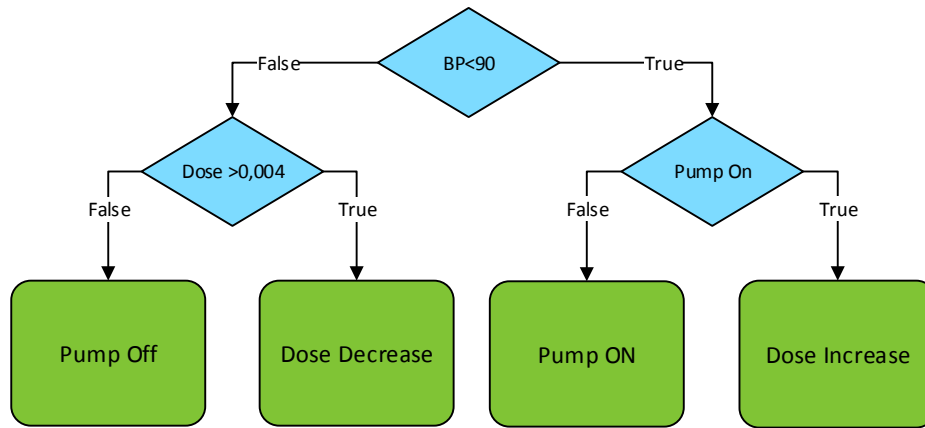 BP<90
False
True
Dose >0,004
Pump On
False
True
False
True
Pump Off
Dose Decrease
Pump ON
Dose Increase